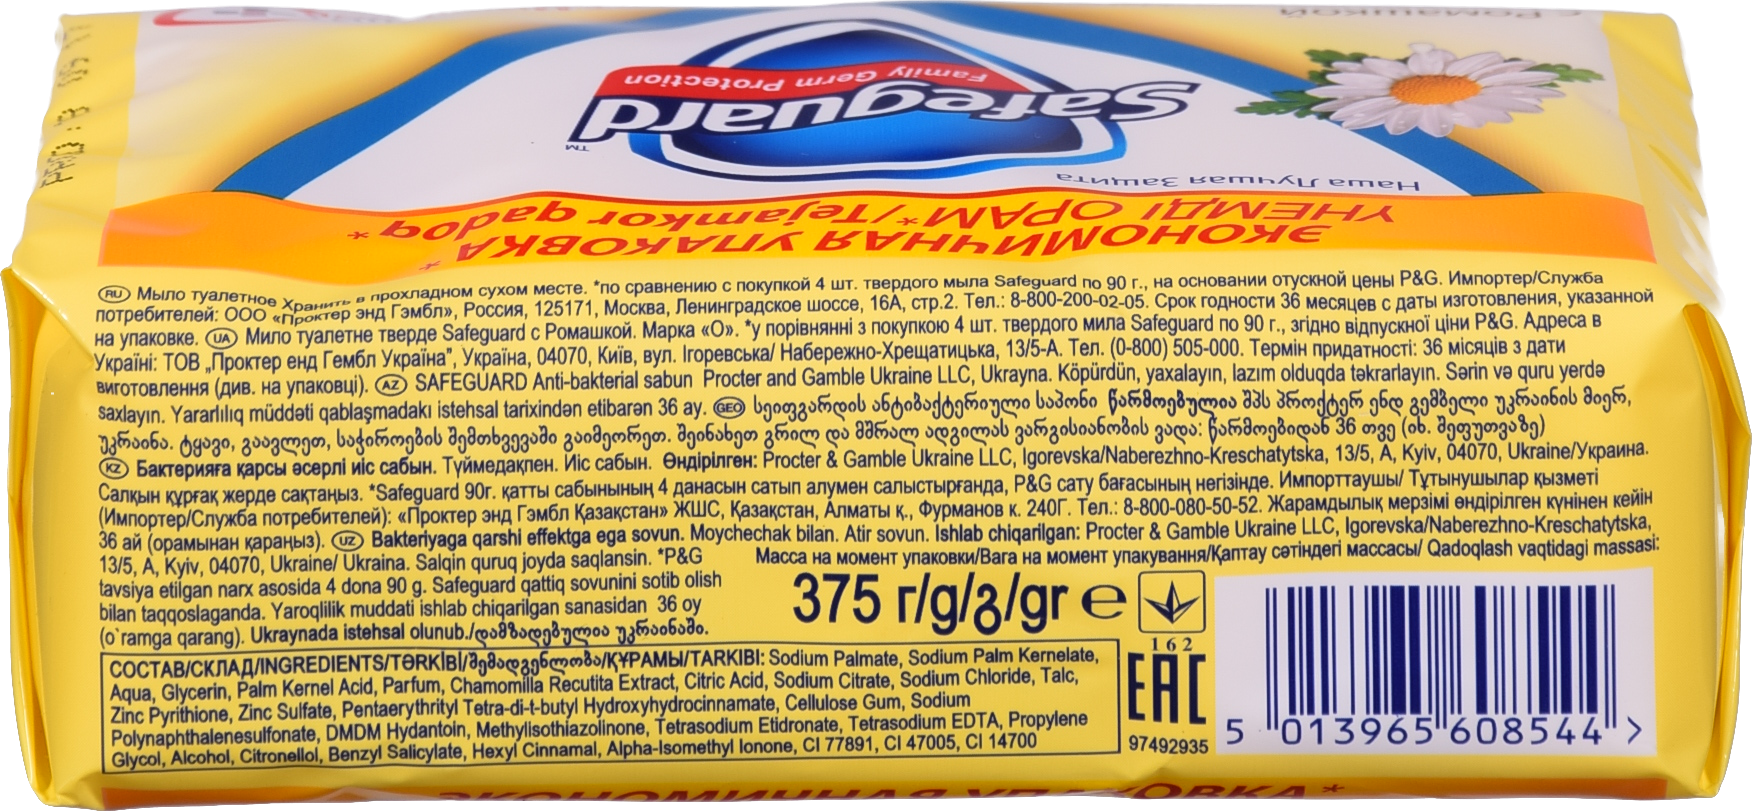 с Ромашкой
Family Germ Protection
Safeguard
TM
Наша Лучшая Защита
ЭКОНОМИЧНАЯ УПАКОВКА*
ҮНЕМДІ ОРАМ*/Tejamkor qadoq*
RU Мыло туалетное Хранить в прохладном сухом месте. *по сравнению с покупкой 4 шт. твердого мыла Safeguard по 90 г., на основании отпускной цены P&G. Импортер/Служба
потребителей: ООО «Проктер энд Гэмбл», Россия, 125171, Москва, Ленинградское шоссе, 16А, стр.2. Тел.: 8-800-200-02-05. Срок годности 36 месяцев с даты изготовления, указанной
на упаковке. UA Мило туалетне тверде Safeguard с Ромашкой. Марка «О». *у порівнянні з покупкою 4 шт. твердого мила Safeguard по 90 г., згідно відпускної ціни P&G. Адреса в
Україні: ТОВ „Проктер енд Гембл Україна", Україна, 04070, Київ, вул. Ігоревська/ Набережно-Хрещатицька, 13/5-А. Тел. (0-800) 505-000. Термін придатності: 36 місяців з дати
виготовлення (див. на упаковці). AZ SAFEGUARD Anti-bakterial sabun Procter and Gamble Ukraine LLC, Ukrayna. Köpürdün, yaxalayın, lazım olduqda təkrarlayın. Sərin və quru yerdə
saxlayın. Yararlılıq müddəti qablaşmadakı istehsal tarixindən etibarən 36 ay. GEO სეიფგარდის ანტიბაქტერიული საპონი წარმოებულია შპს პროქტერ ენდ გემბელი უკრაინის მიერ,
უკრაინა. ტყავი, გაავლეთ, საჭიროების შემთხვევაში გაიმეორეთ. შეინახეთ გრილ და მშრალ ადგილას ვარგისიანობის ვადა: წარმოებიდან 36 თვე (იხ. შეფუთვაზე)
KZ Бактерияға қарсы әсерлі иіс сабын. Түймедақпен. Иіс сабын. Өндірілген: Procter & Gamble Ukraine LLC, Igorevska/Naberezhno-Kreschatytska, 13/5, A, Kyiv, 04070, Ukraine/Украина.
Салқын құрғақ жерде сақтаңыз. *Safeguard 90г. қатты сабынының 4 данасын сатып алумен салыстырғанда, P&G сату бағасының негізінде. Импорттаушы/ Тұтынушылар қызметі
(Импортер/Служба потребителей): «Проктер энд Гэмбл Қазақстан» ЖШС, Қазақстан, Алматы қ., Фурманов к. 240Г. Тел.: 8-800-080-50-52. Жарамдылық мерзімі өндірілген күнінен кейін
36 ай (орамынан қараңыз). UZ Bakteriyaga qarshi effektga ega sovun. Moychechak bilan. Atir sovun. Ishlab chiqarilgan: Procter & Gamble Ukraine LLC, Igorevska/Naberezhno-Kreschatytska,
13/5, A, Kyiv, 04070, Ukraine/ Ukraina. Salqin quruq joyda saqlansin. *P&G
tavsiya etilgan narx asosida 4 dona 90 g. Safeguard qattiq sovunini sotib olish
bilan taqqoslaganda. Yaroqlilik muddati ishlab chiqarilgan sanasidan 36 oy
(o`ramga qarang). Ukraynada istehsal olunub./დამზადებულია უკრაინაში.
Масса на момент упаковки/Вага на момент упакування/Қаптау сәтіндегі массасы/ Qadoqlash vaqtidagi massasi:
375 г/g/გ/gr e
162
EAC
97492935
СОСТАВ/СКЛАД/INGREDIENTS/TƏRKİBİ/შემადგენლობა/ҚҰРАМЫ/TARKIBI: Sodium Palmate, Sodium Palm Kernelate,
Aqua, Glycerin, Palm Kernel Acid, Parfum, Chamomilla Recutita Extract, Citric Acid, Sodium Citrate, Sodium Chloride, Talc,
Zinc Pyrithione, Zinc Sulfate, Pentaerythrityl Tetra-di-t-butyl Hydroxyhydrocinnamate, Cellulose Gum, Sodium
Polynaphthalenesulfonate, DMDM Hydantoin, Methylisothiazolinone, Tetrasodium Etidronate, Tetrasodium EDTA, Propylene
Glycol, Alcohol, Citronellol, Benzyl Salicylate, Hexyl Cinnamal, Alpha-Isomethyl Ionone, CI 77891, CI 47005, CI 14700
5 013965 608544 >
ЭКОНОМИЧНАЯ УПАКОВКА*